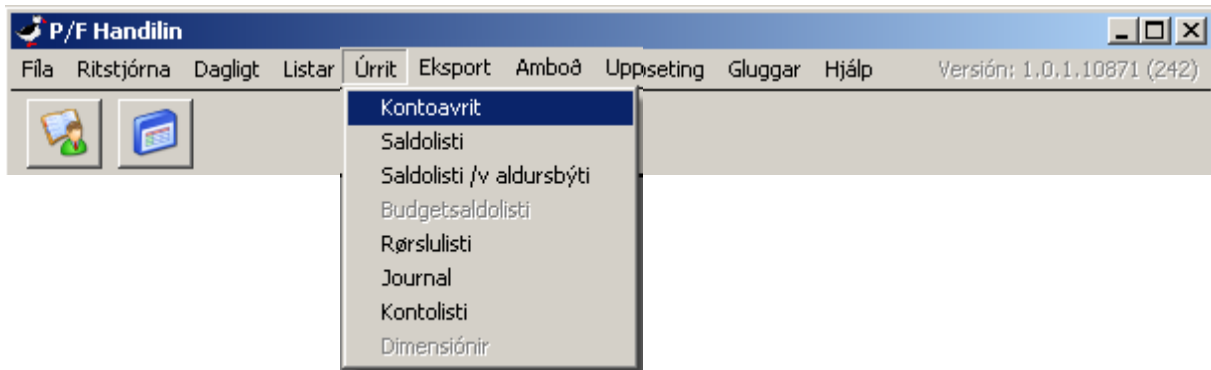 P/F Handilin
Fíla Ritstjórna Dagligt Listar Úrrit Eksport Amboð Uppseting Gluggar Hjálp Versión: 1.0.1.10871 (242)
Kontoavrit
Saldolisti
Saldolisti /v aldursbýti
Budgetsaldolisti
Rørslulisti
Journal
Kontolisti
Dimensiónir